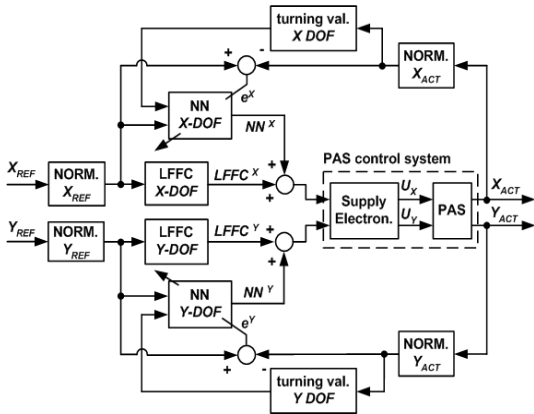 turning val.
X DOF
+
-
NORM.
X_ACT
e^X
NN
X-DOF
NN^X
PAS control system
X_REF
NORM.
X_REF
LFFC
X-DOF
LFFC^X
+
+
Supply
Electron.
U_X
U_Y
PAS
X_ACT
Y_ACT
Y_REF
NORM.
Y_REF
LFFC
Y-DOF
LFFC^Y
+
+
NN
Y-DOF
NN^Y
e^Y
+
-
NORM.
Y_ACT
turning val.
Y DOF